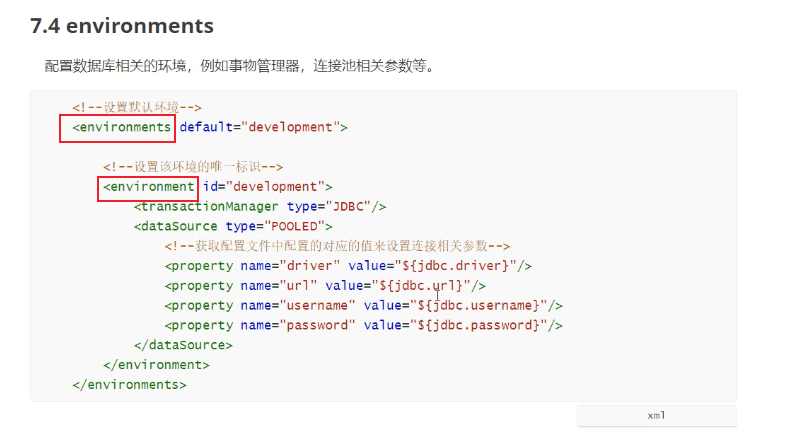 7.4 environments
配置数据库相关的环境，例如事物管理器，连接池相关参数等。
<!--设置默认环境-->
<environments default="development">
<!--设置该环境的唯一标识-->
<environment id="development">
<transactionManager type="JDBC"/>
<dataSource type="POOLED">
<!--获取配置文件中配置的对应的值来设置连接相关参数-->
<property name="driver" value="${jdbc.driver}"/>
<property name="url" value="${jdbc.url}"/>
<property name="username" value="${jdbc.username}"/>
<property name="password" value="${jdbc.password}"/>
</dataSource>
</environment>
</environments>
xml